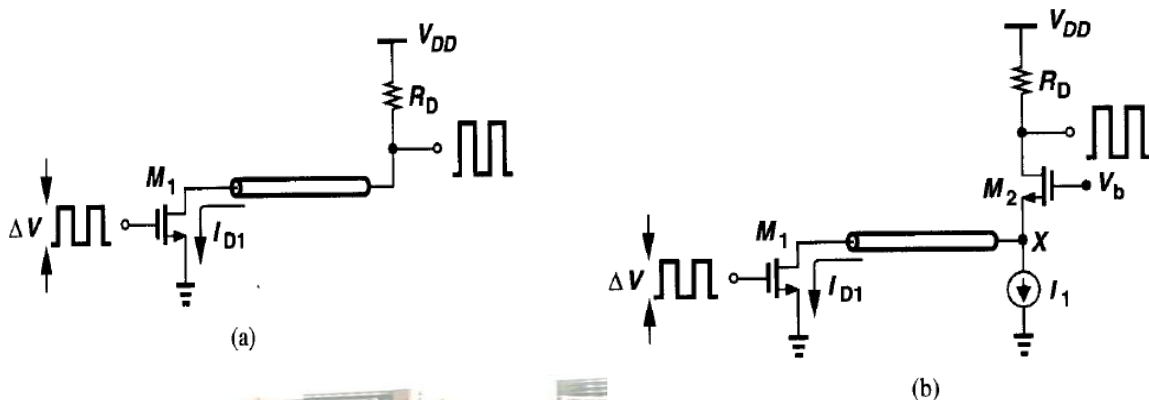 V_DD
R_D
M_1
ΔV
I_D1
(a)
V_DD
R_D
M_2
V_b
M_1
X
ΔV
I_D1
I_1
(b)